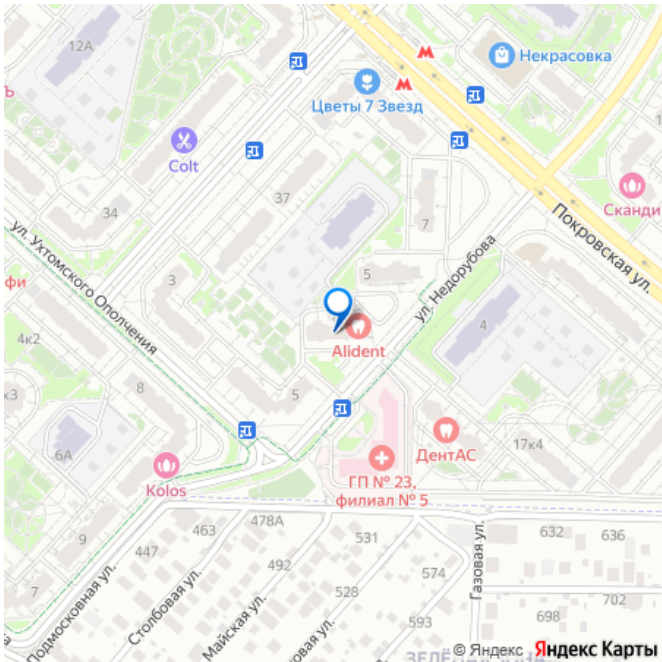 12А
Некрасовка
Цветы 7 Звезд
Colt
37
34
7
Сканди
Покровская ул.
ул. Ухтомского Ополчения
ул. Недорубова
3
5
фи
4
4к2
Alident
8
5
6А
ДентАС
17к4
Kolos
ГП № 23,
филиал № 5
9
478А
463
447
531
492
632
636
574
7
Подмосковная ул.
Столбовая ул.
Майская ул.
528
593
Газовая ул.
702
698
© Яндекс Яндекс Карты